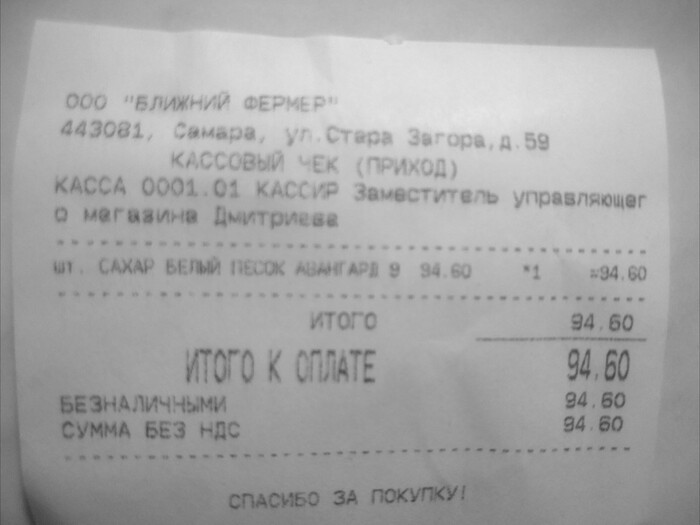 ООО "БЛИЖНИЙ ФЕРМЕР"
443081, Самара, ул.Стара Загора,д.59
КАССОВЫЙ ЧЕК (ПРИХОД)
КАССА 0001.01 КАССИР Заместитель управляющег
о магазина Дмитриева
шт. САХАР БЕЛЫЙ ПЕСОК АВАНГАРД 9 94.60 *1 ≈94.60
ИТОГО 94.60
ИТОГО К ОПЛАТЕ 94.60
БЕЗНАЛИЧНЫМИ 94.60
СУММА БЕЗ НДС 94.60
СПАСИБО ЗА ПОКУПКУ!